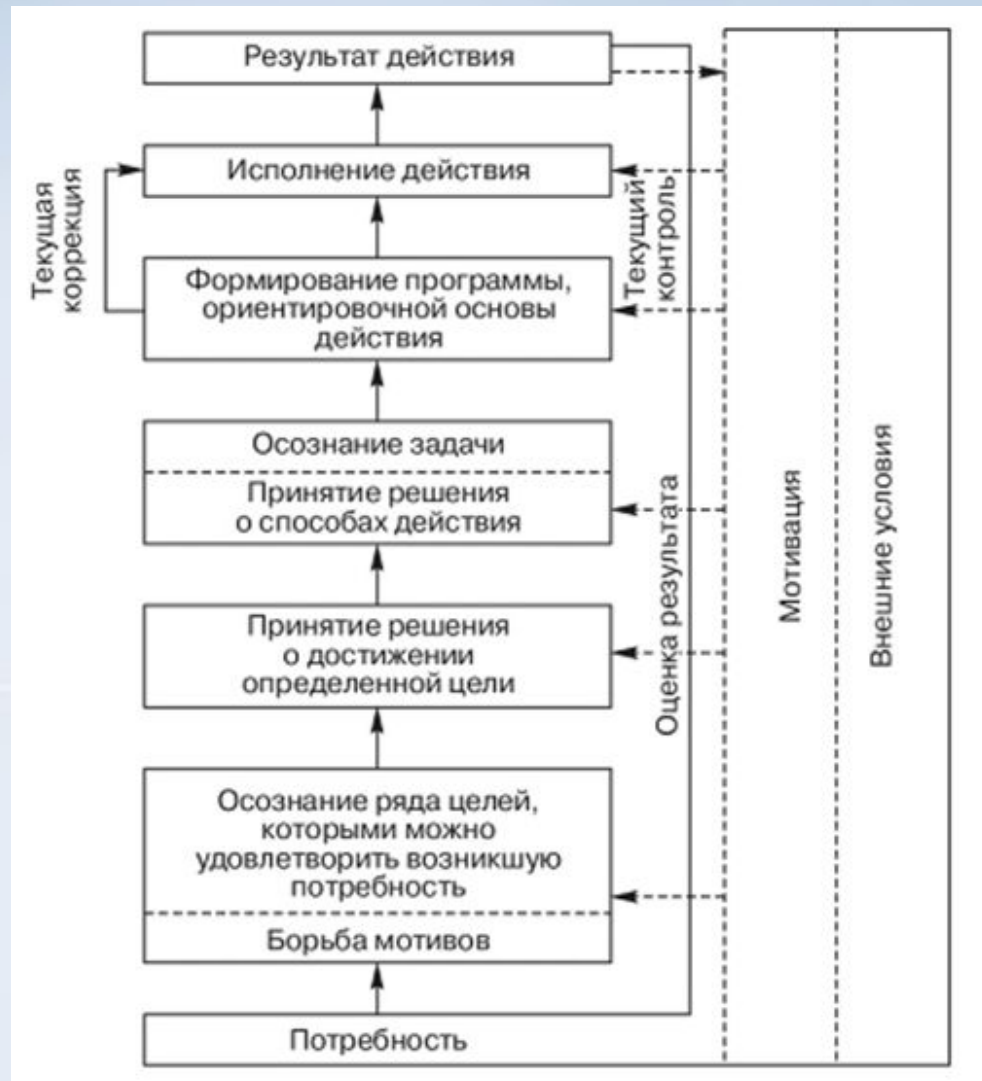 Результат действия
Исполнение действия
Текущая
коррекция
Текущий
контроль
Формирование программы,
ориентировочной основы
действия
Осознание задачи
Принятие решения
о способах действия
Принятие решения
о достижении
определенной цели
Оценка результата
Мотивация
Внешние условия
Осознание ряда целей,
которыми можно
удовлетворить возникшую
потребность
Борьба мотивов
Потребность